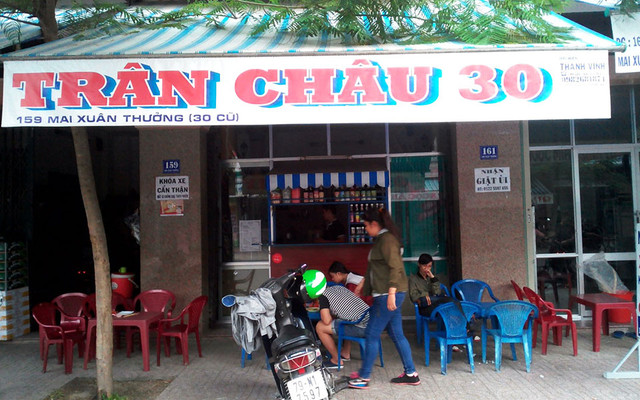 TRÂN CHÂU 30
159 MAI XUÂN THƯỞNG (30 CŨ)
THANH VINH
159
KHÓA XE
CẨN THẬN
161
NHẬN
GIẶT ỦI
79-N1
7597